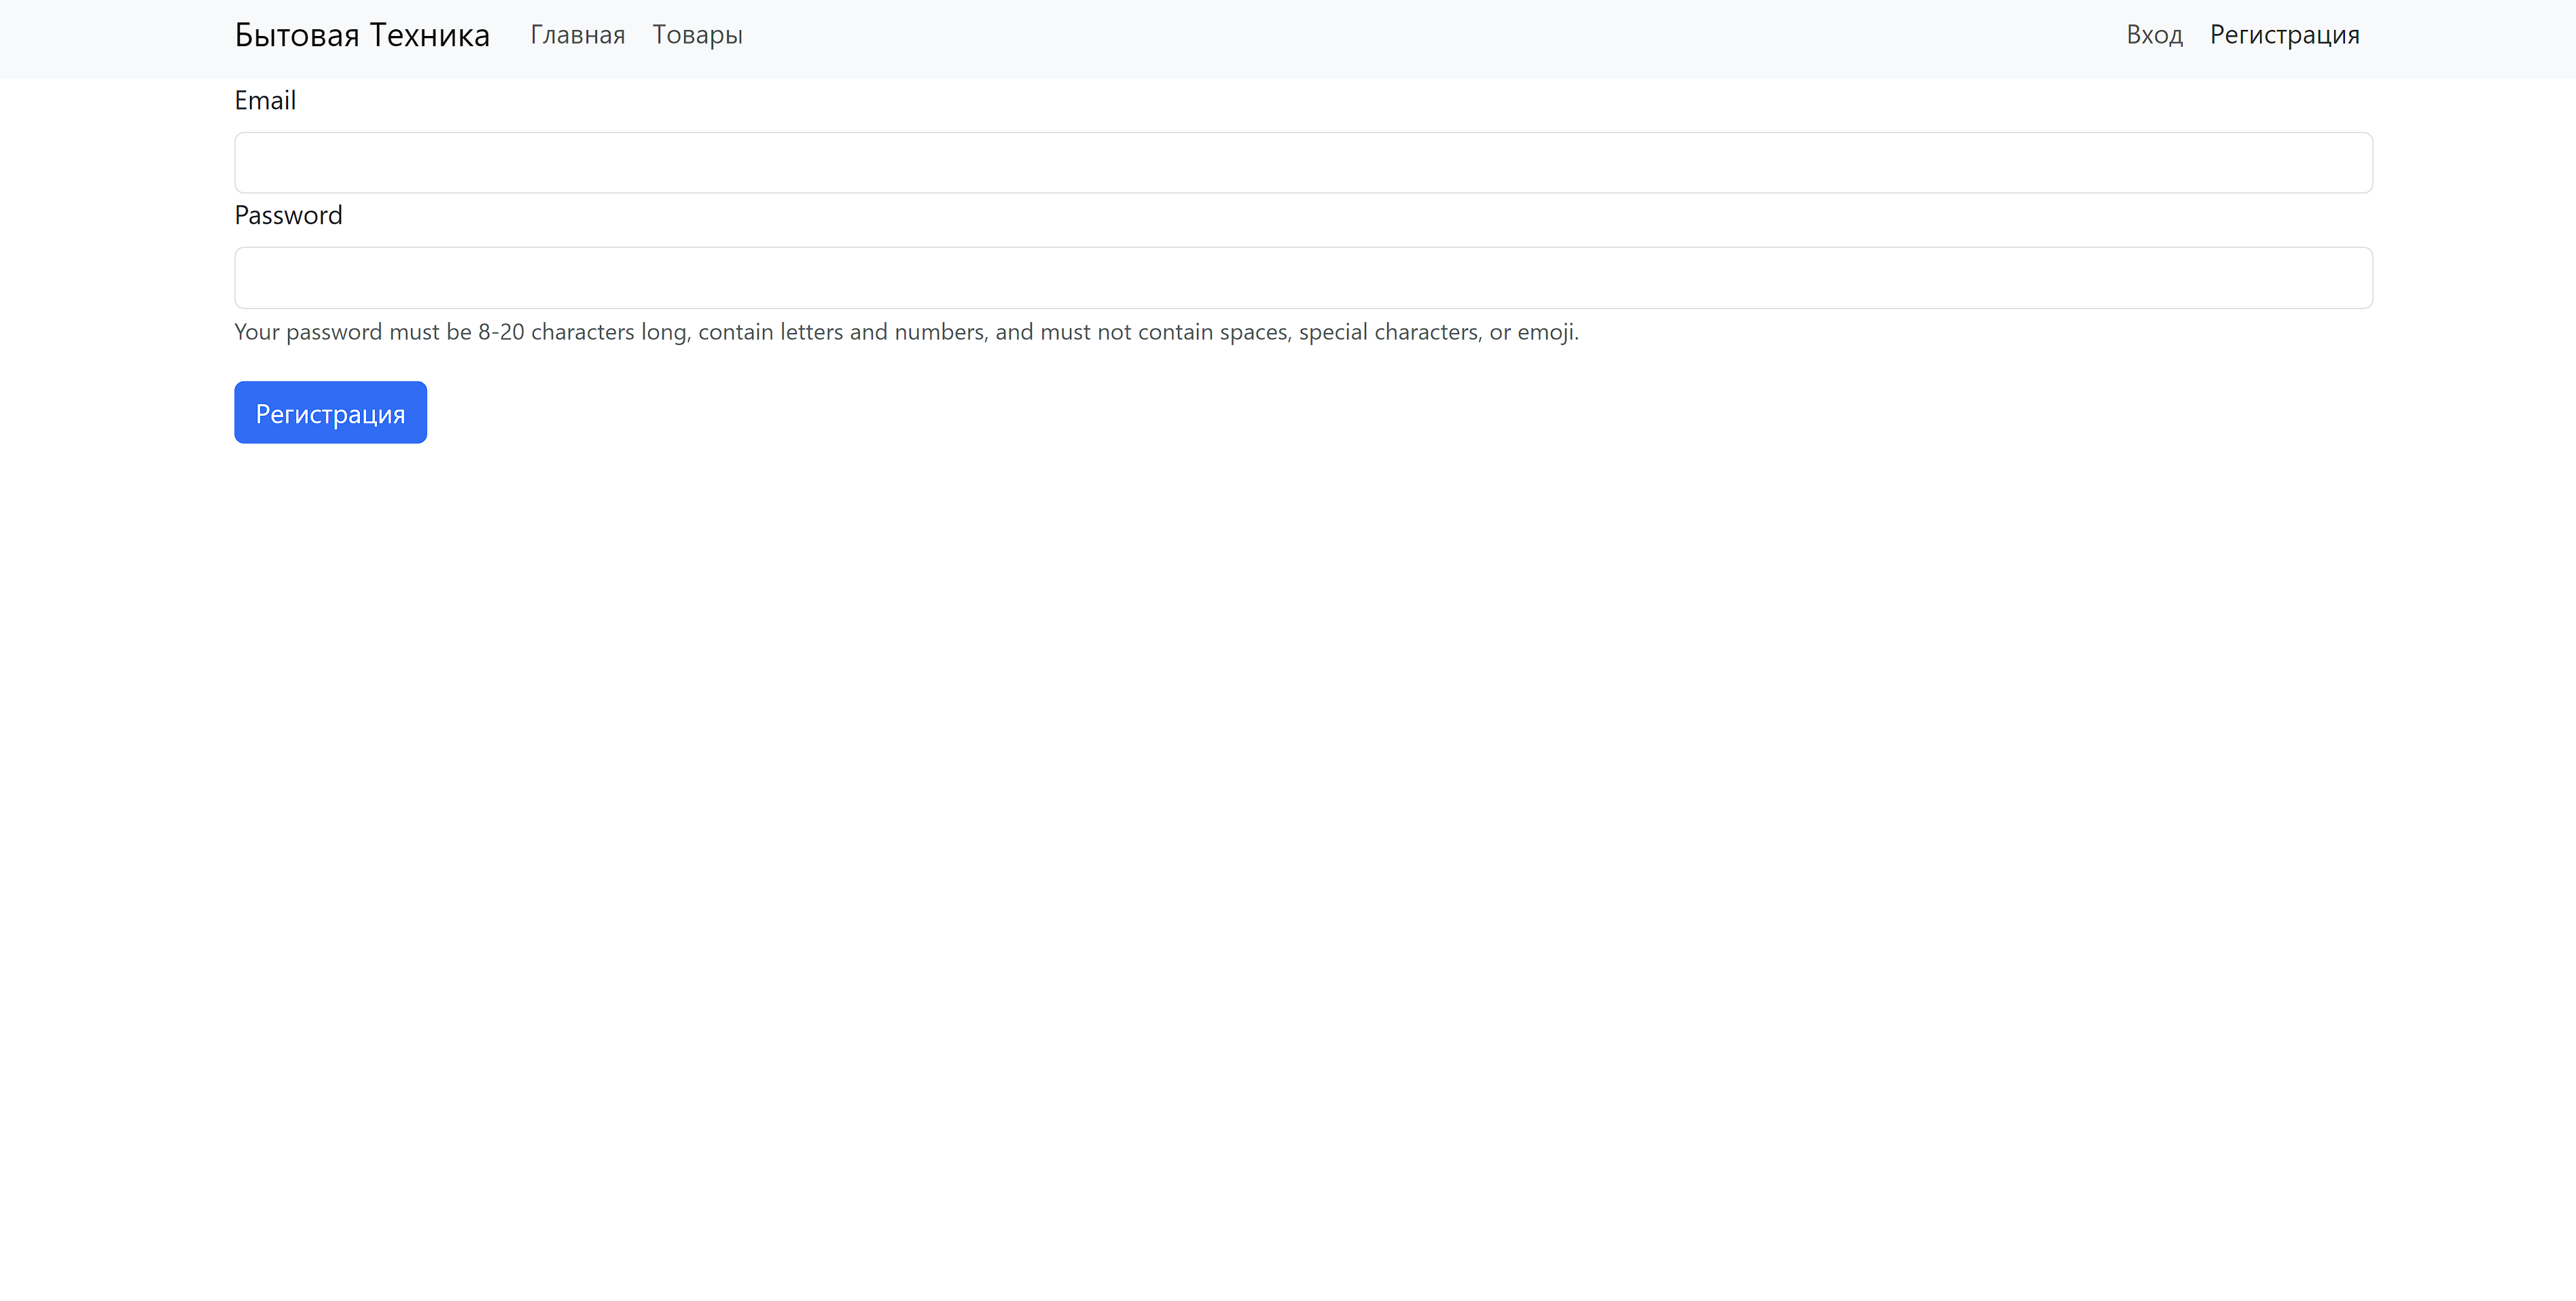 Бытовая Техника Главная Товары Вход Регистрация
Email
Password
Your password must be 8-20 characters long, contain letters and numbers, and must not contain spaces, special characters, or emoji.
Регистрация